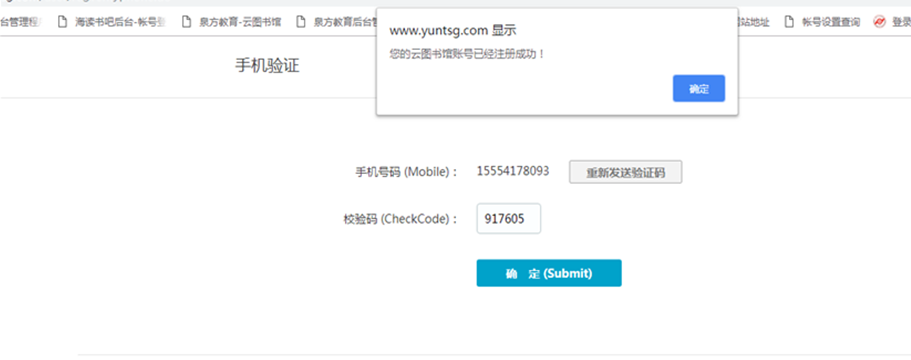 www.yuntsg.com 显示
台管理程
海读书吧后台-帐号登
泉方教育-云图书馆
泉方教育后台管
站地址
帐号设置查询
登录
您的云图书馆账号已经注册成功！
手机验证
确定
手机号码 (Mobile)： 15554178093 重新发送验证码
校验码 (CheckCode)： 917605
确 定 (Submit)